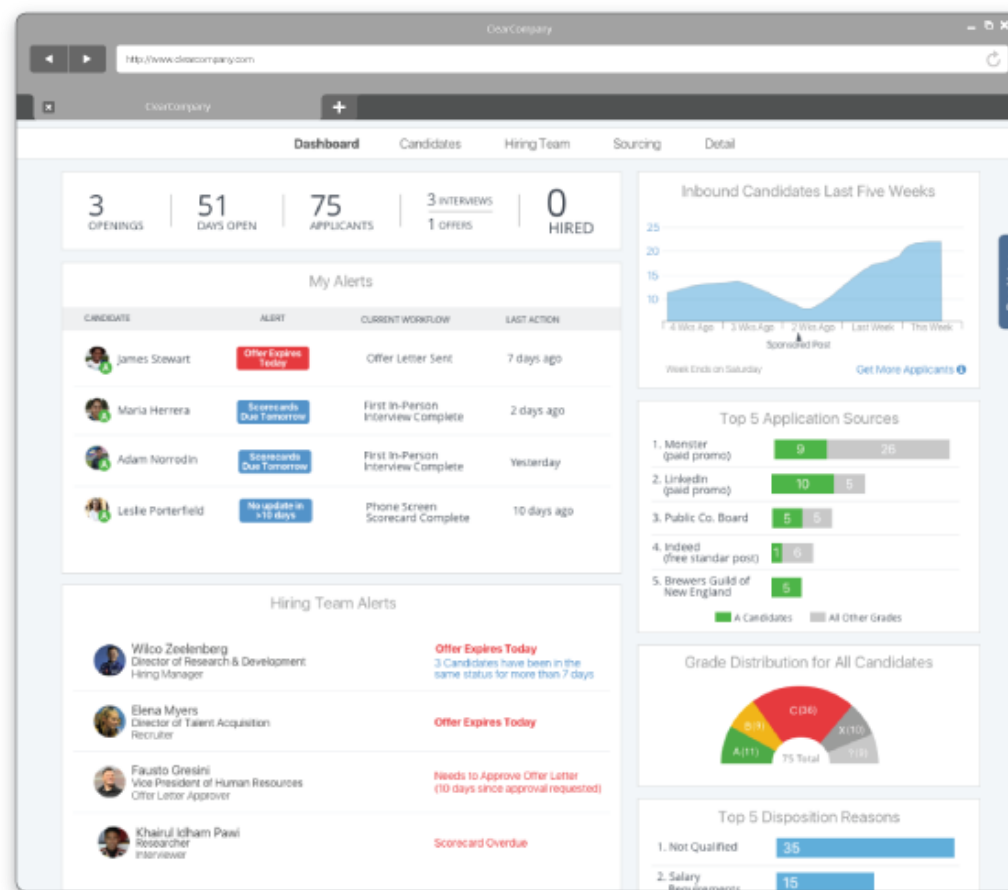 ClearCompany
http://www.clearcompany.com
ClearCompany
Dashboard Candidates Hiring Team Sourcing Detail
3 OPENINGS
51 DAYS OPEN
75 APPLICANTS
3 INTERVIEWS
1 OFFERS
0 HIRED
My Alerts
CANDIDATE ALERT CURRENT WORKFLOW LAST ACTION
James Stewart
Offer Expires
Today
Offer Letter Sent
7 days ago
Maria Herrera
Scorecards
Due Tomorrow
First In-Person
Interview Complete
2 days ago
Adam Norrodin
Scorecards
Due Tomorrow
First In-Person
Interview Complete
Yesterday
Leslie Porterfield
No update in
>10 days
Phone Screen
Scorecard Complete
10 days ago
Hiring Team Alerts
Wilco Zeelenberg
Director of Research & Development
Hiring Manager
Offer Expires Today
3 Candidates have been in the
same status for more than 7 days
Elena Myers
Director of Talent Acquisition
Recruiter
Offer Expires Today
Fausto Gresini
Vice President of Human Resources
Offer Letter Approver
Needs to Approve Offer Letter
(10 days since approval requested)
Khairul Idham Pawi
Researcher
Interviewer
Scorecard Overdue
Inbound Candidates Last Five Weeks
25
20
15
10
4 Wks Ago 3 Wks Ago 2 Wks Ago Last Week This Week
Sponsored Post
Week Ends on Saturday
Get More Applicants
Top 5 Application Sources
1. Monster
(paid promo)
9 26
2. LinkedIn
(paid promo)
10 5
3. Public Co. Board
5 5
4. Indeed
(free standar post)
1 6
5. Brewers Guild of
New England
5
A Candidates All Other Grades
Grade Distribution for All Candidates
C(36)
B(9)
X(10)
A(11)
75 Total
Top 5 Disposition Reasons
1. Not Qualified
35
2. Salary
Requirements
15